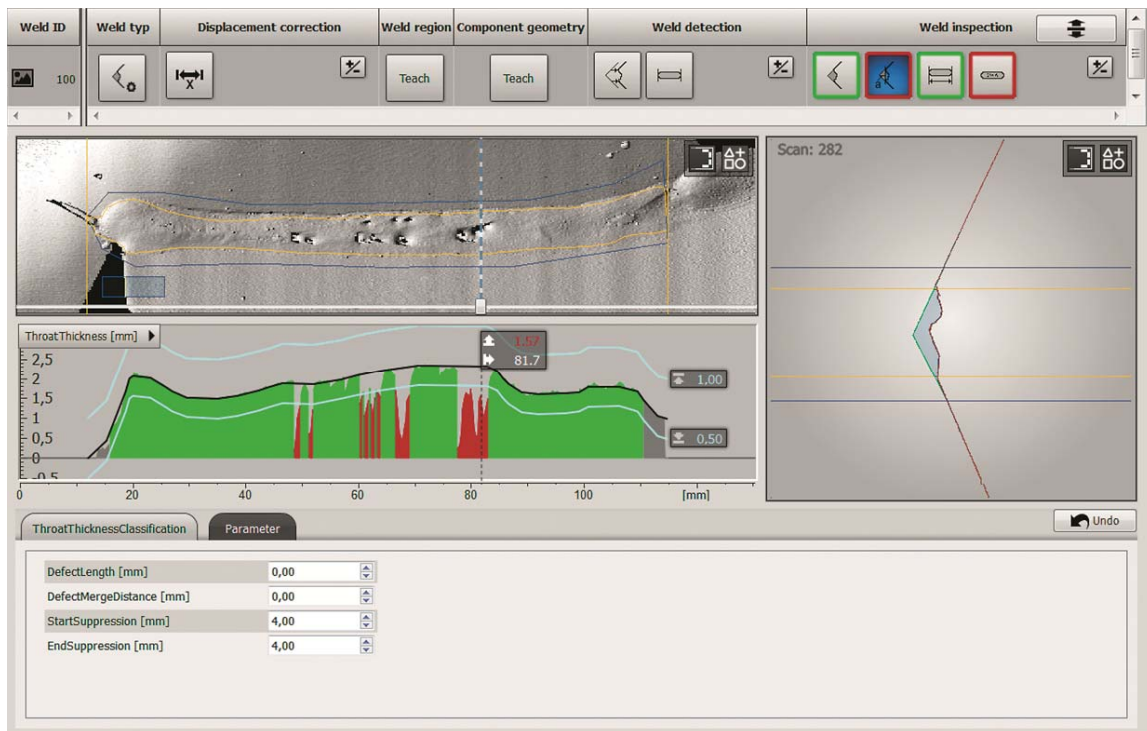 Weld ID Weld typ Displacement correction Weld region Component geometry Weld detection Weld inspection
100 X Teach Teach a
Scan: 282
ThroatThickness [mm]
1.57
81.7
2,5
2
1,5
1
0,5
0
-0,5
1,00
0,50
0 20 40 60 80 100 [mm]
ThroatThicknessClassification Parameter Undo
DefectLength [mm] 0,00
DefectMergeDistance [mm] 0,00
StartSuppression [mm] 4,00
EndSuppression [mm] 4,00